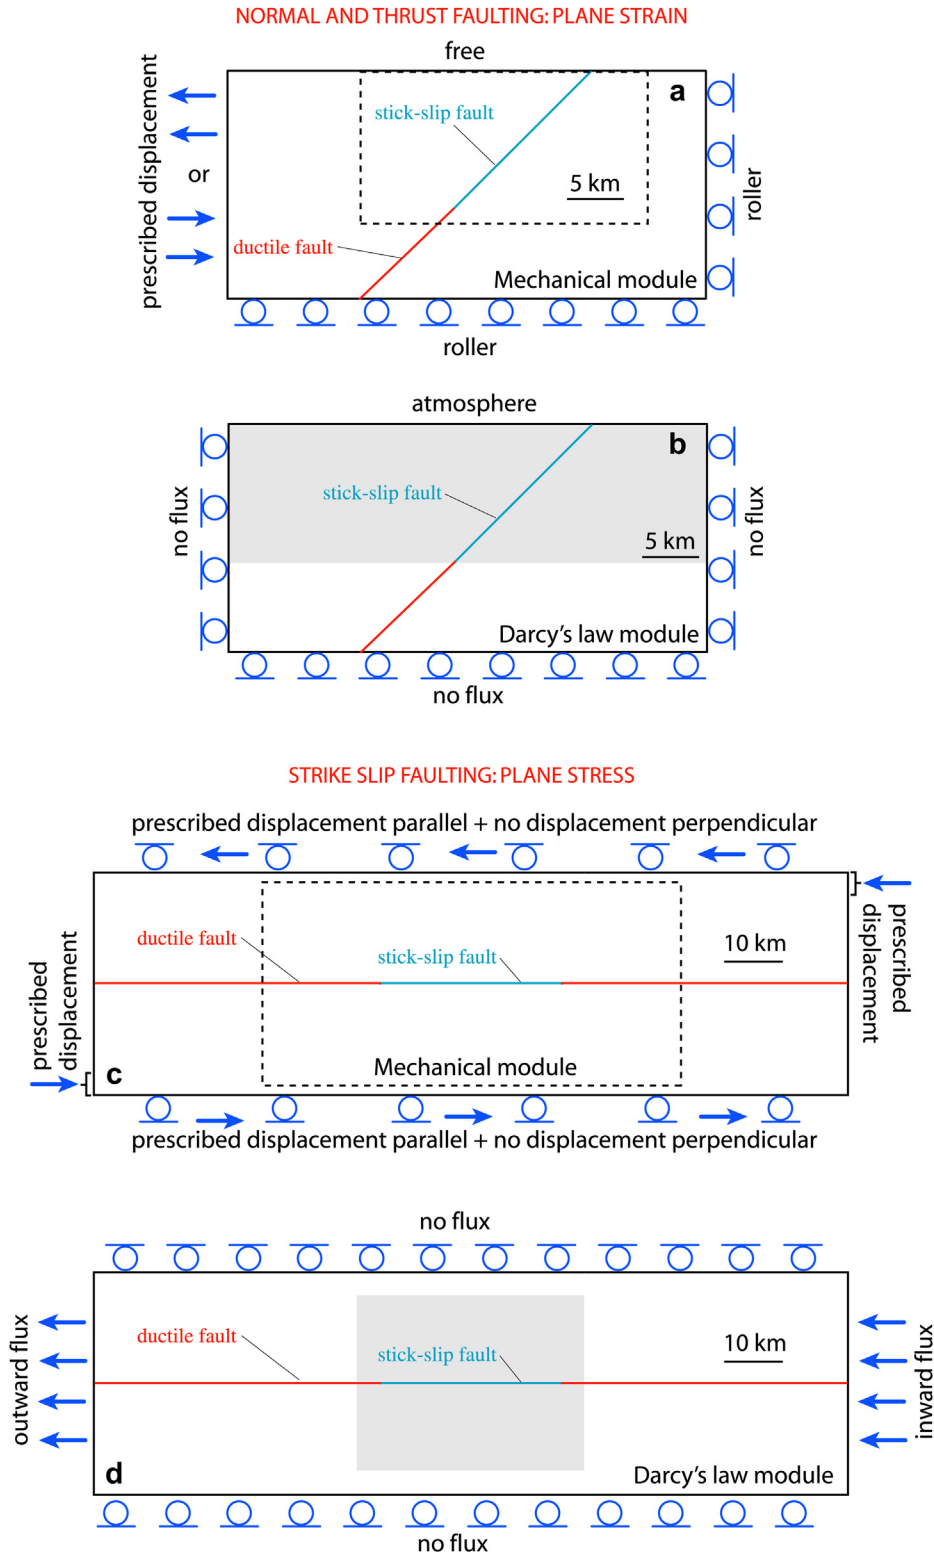 NORMAL AND THRUST FAULTING: PLANE STRAIN
free
prescribed displacement
or
a
stick-slip fault
5 km
ductile fault
roller
Mechanical module
roller
atmosphere
b
stick-slip fault
no flux
no flux
5 km
Darcy's law module
no flux
STRIKE SLIP FAULTING: PLANE STRESS
prescribed displacement parallel + no displacement perpendicular
prescribed
displacement
ductile fault
stick-slip fault
10 km
prescribed
displacement
c
Mechanical module
prescribed displacement parallel + no displacement perpendicular
no flux
outward flux
ductile fault
stick-slip fault
10 km
inward flux
d
Darcy's law module
no flux